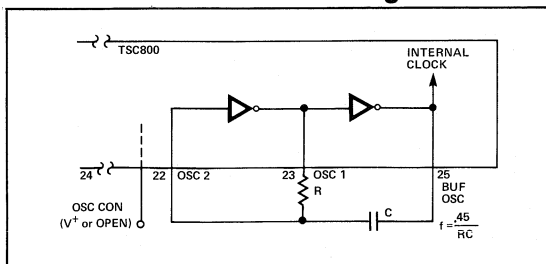 TSC800
INTERNAL
CLOCK
24
22
OSC 2
23
OSC 1
25
BUF
OSC
R
C
OSC CON
(V+ or OPEN)
f = .45
RC